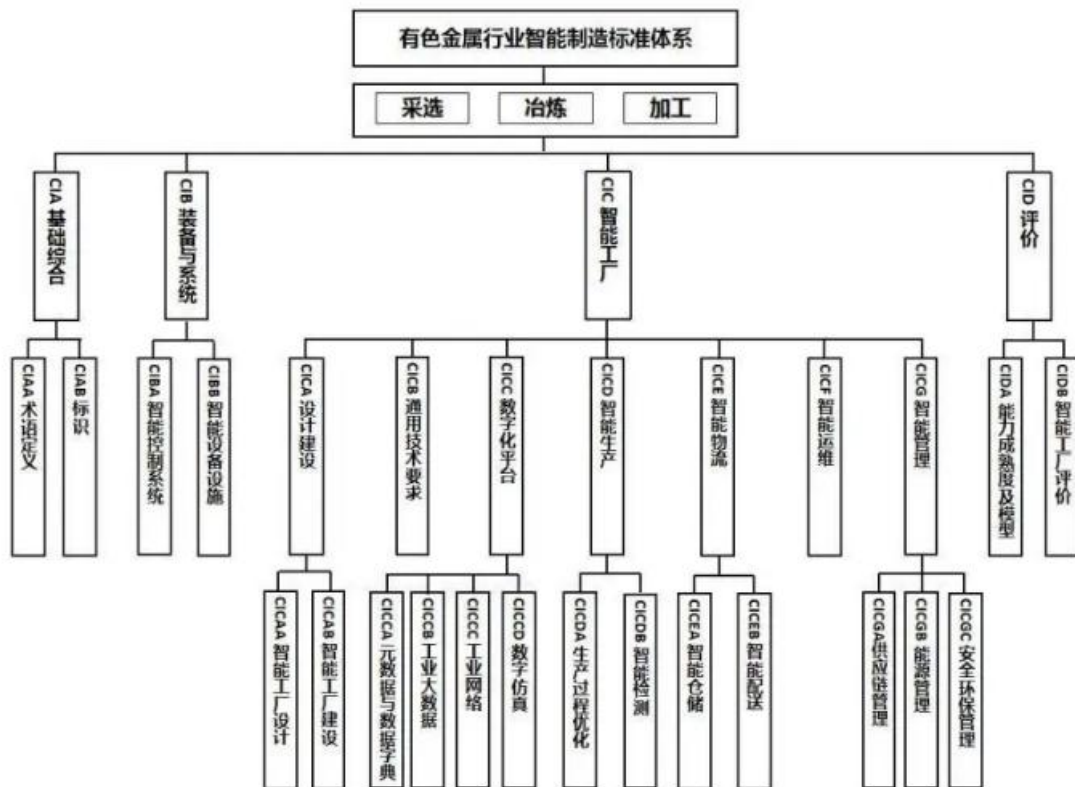 有色金属行业智能制造标准体系
采选
冶炼
加工
CIA 基础综合
CIB 装备与系统
CIC 智能工厂
CID 评价
CIAA 术语定义
CIAB 标识
CIBA 智能控制系统
CIBB 智能设备设施
CICA 设计建设
CICB 通用技术要求
CICC 数字化平台
CICD 智能生产
CICE 智能物流
CICF 智能运维
CICG 智能管理
CIDA 能力成熟度及模型
CIDB 智能工厂评价
CICAA 智能工厂设计
CICAB 智能工厂建设
CICCA 元数据与数据字典
CICCB 工业大数据
CICCC 工业网络
CICCD 数字仿真
CICDA 生产过程优化
CICDB 智能检测
CICEA 智能仓储
CICEB 智能配送
CICGA供应链管理
CICGB 能源管理
CICGC 安全环保管理